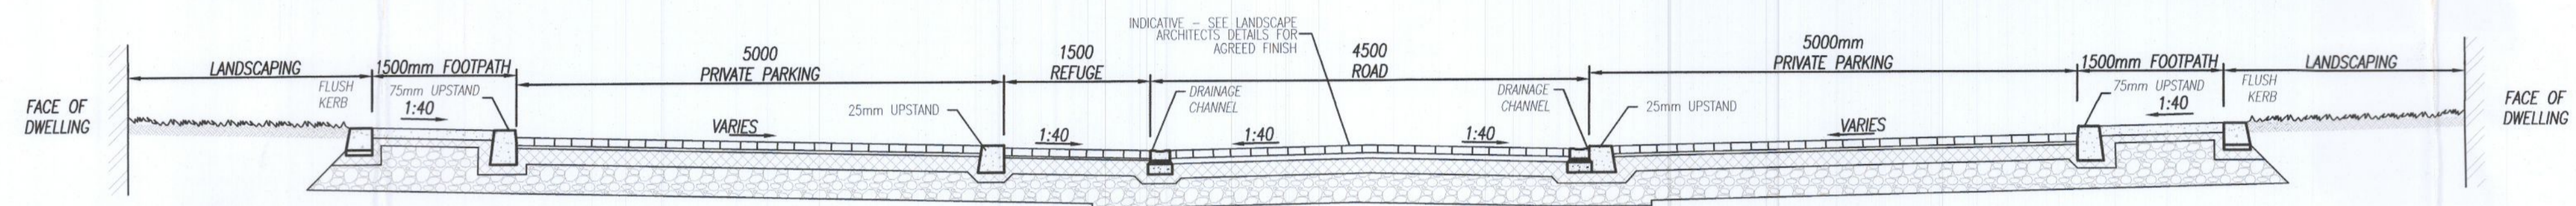 INDICATIVE – SEE LANDSCAPE
ARCHITECTS DETAILS FOR
AGREED FINISH
FACE OF
DWELLING
LANDSCAPING
FLUSH
KERB
1500mm FOOTPATH
75mm UPSTAND
1:40
5000
PRIVATE PARKING
VARIES
25mm UPSTAND
1500
REFUGE
1:40
DRAINAGE
CHANNEL
4500
ROAD
1:40
1:40
DRAINAGE
CHANNEL
25mm UPSTAND
5000mm
PRIVATE PARKING
VARIES
1500mm FOOTPATH
75mm UPSTAND
1:40
FLUSH
KERB
LANDSCAPING
FACE OF
DWELLING